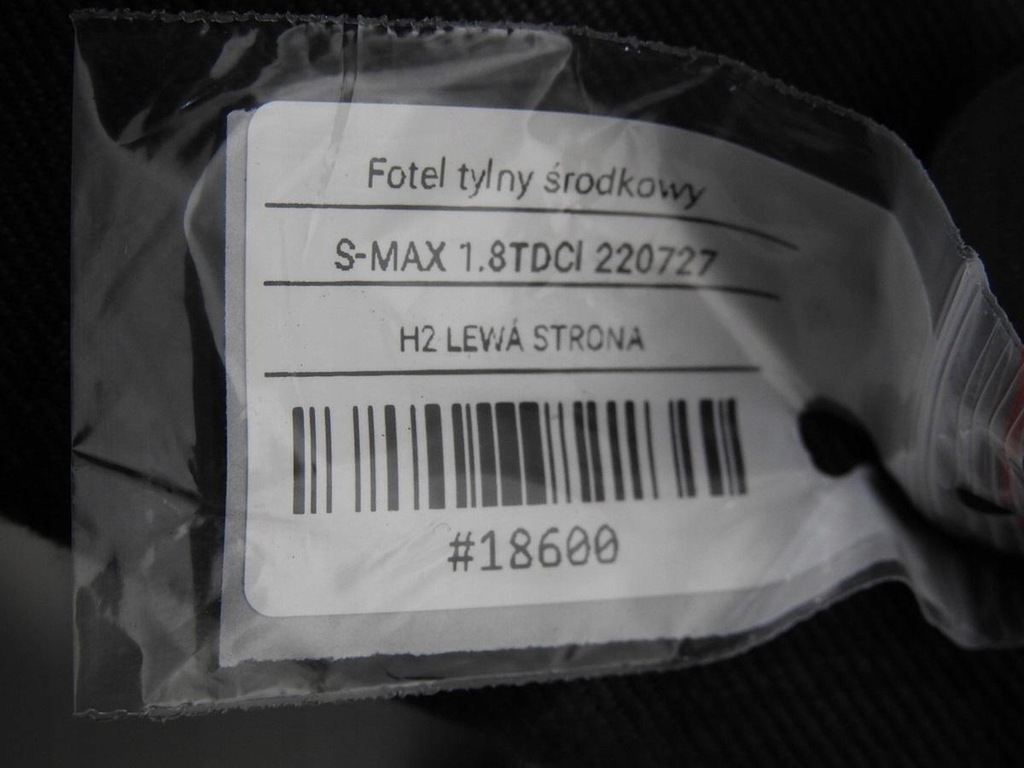 Fotel tylny środkowy
S-MAX 1.8TDCI 220727
H2 LEWA STRONA
#18600